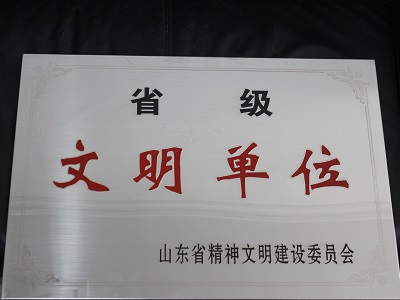 省级
文明单位
山东省精神文明建设委员会